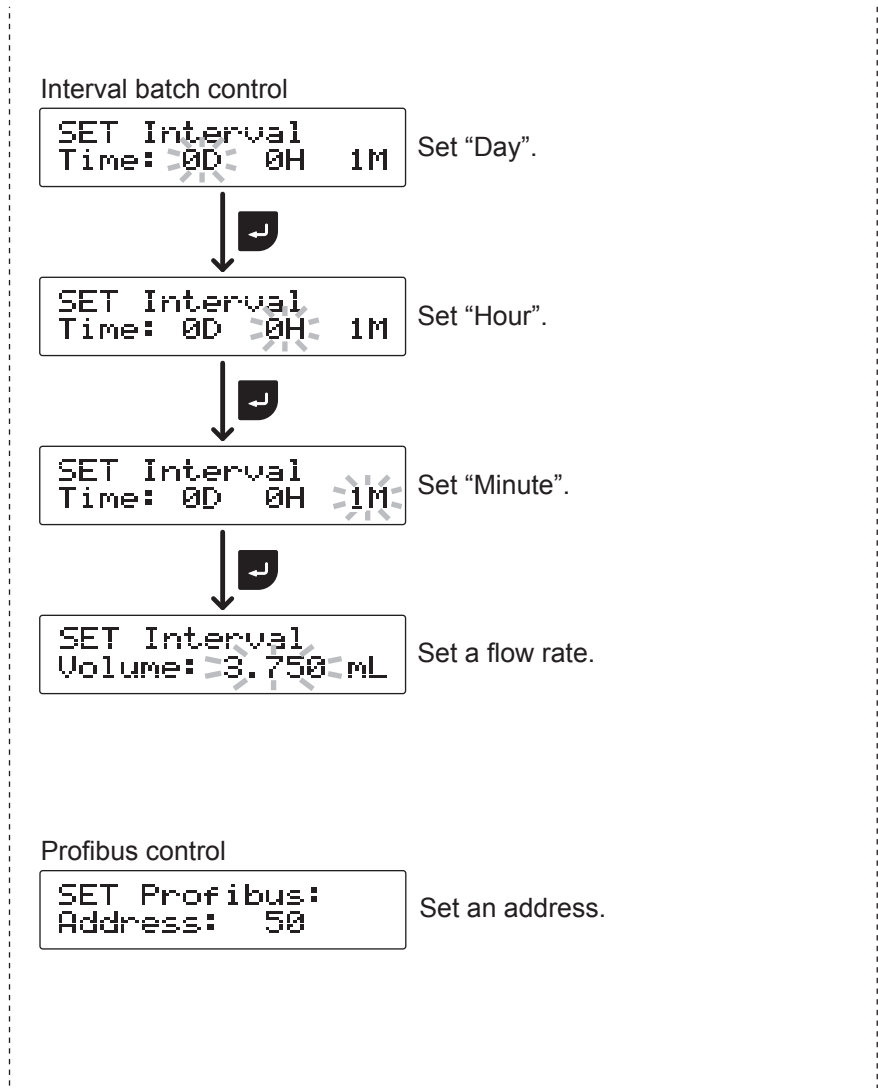 Interval batch control
SET Interval
Time: 0D 0H 1M
Set “Day”.
SET Interval
Time: 0D 0H 1M
Set “Hour”.
SET Interval
Time: 0D 0H 1M
Set “Minute”.
SET Interval
Volume: 3.750 mL
Set a flow rate.
Profibus control
SET Profibus:
Address: 50
Set an address.